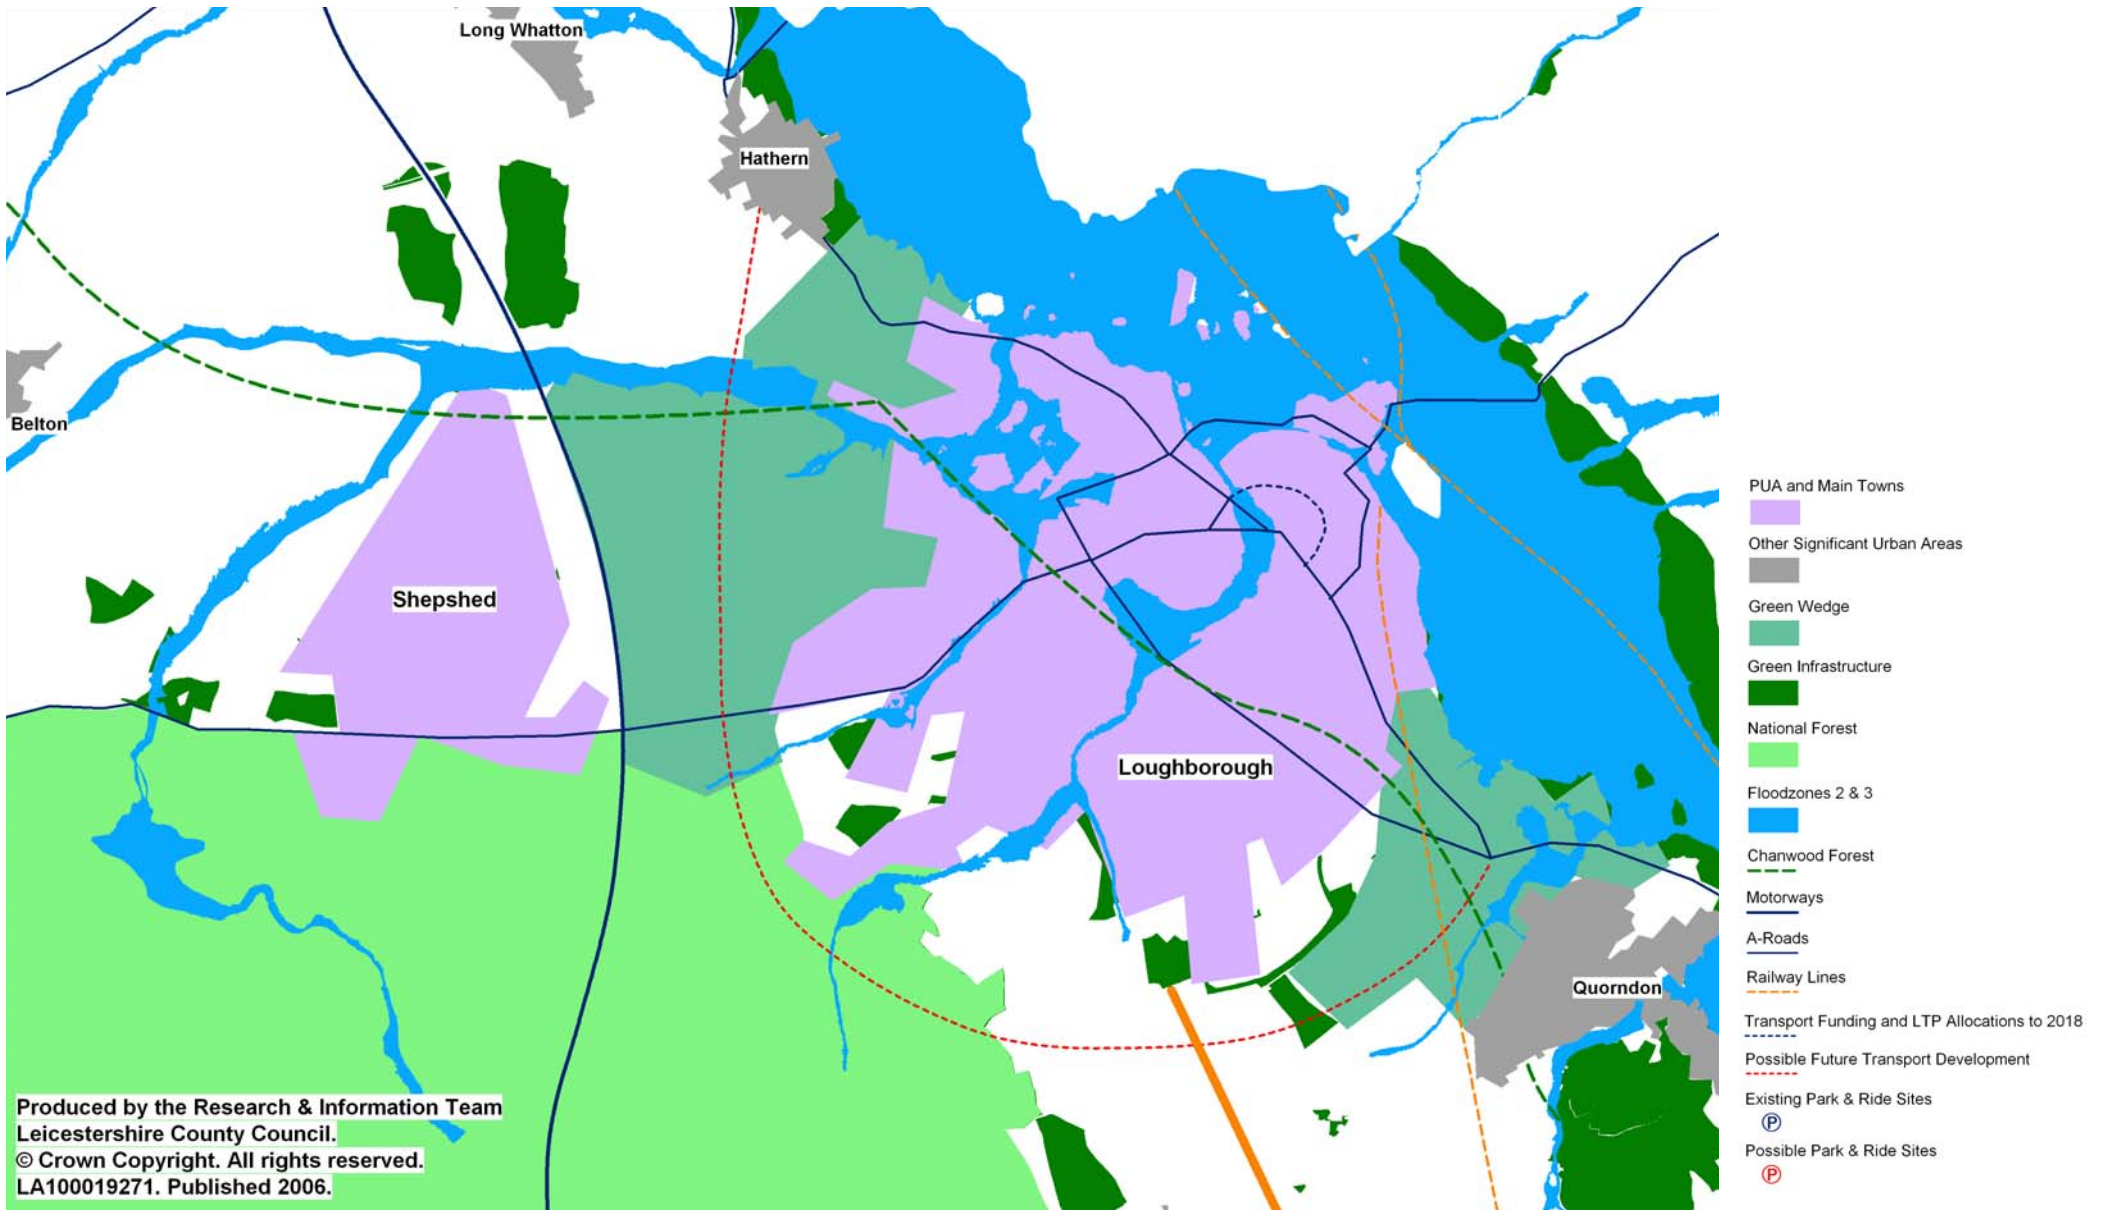 Long Whatton
Hathern
Belton
Shepshed
Loughborough
Quorndon
Produced by the Research & Information Team
Leicestershire County Council.
© Crown Copyright. All rights reserved.
LA100019271. Published 2006.
PUA and Main Towns
Other Significant Urban Areas
Green Wedge
Green Infrastructure
National Forest
Floodzones 2 & 3
Chanwood Forest
Motorways
A-Roads
Railway Lines
Transport Funding and LTP Allocations to 2018
Possible Future Transport Development
Existing Park & Ride Sites
P
Possible Park & Ride Sites
P